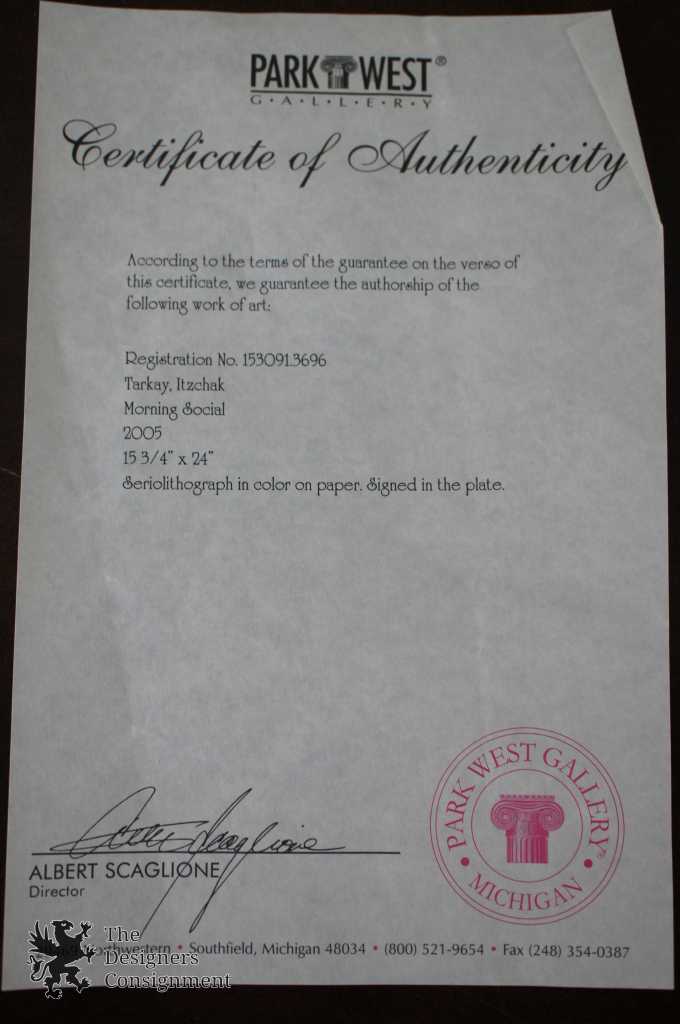 PARK WEST®
G·A·L·L·E·R·Y
Certificate of Authenticity
According to the terms of the guarantee on the verso of
this certificate, we guarantee the authorship of the
following work of art:
Registration No. 153091.3696
Tarkay, Itzchak
Morning Social
2005
15 3/4" x 24"
Seriolithograph in color on paper. Signed in the plate.
PARK WEST GALLERY
• MICHIGAN •
Scaglione
ALBERT SCAGLIONE
Director
Northwestern • Southfield, Michigan 48034 • (800) 521-9654 • Fax (248) 354-0387
The
Designers
Consignment